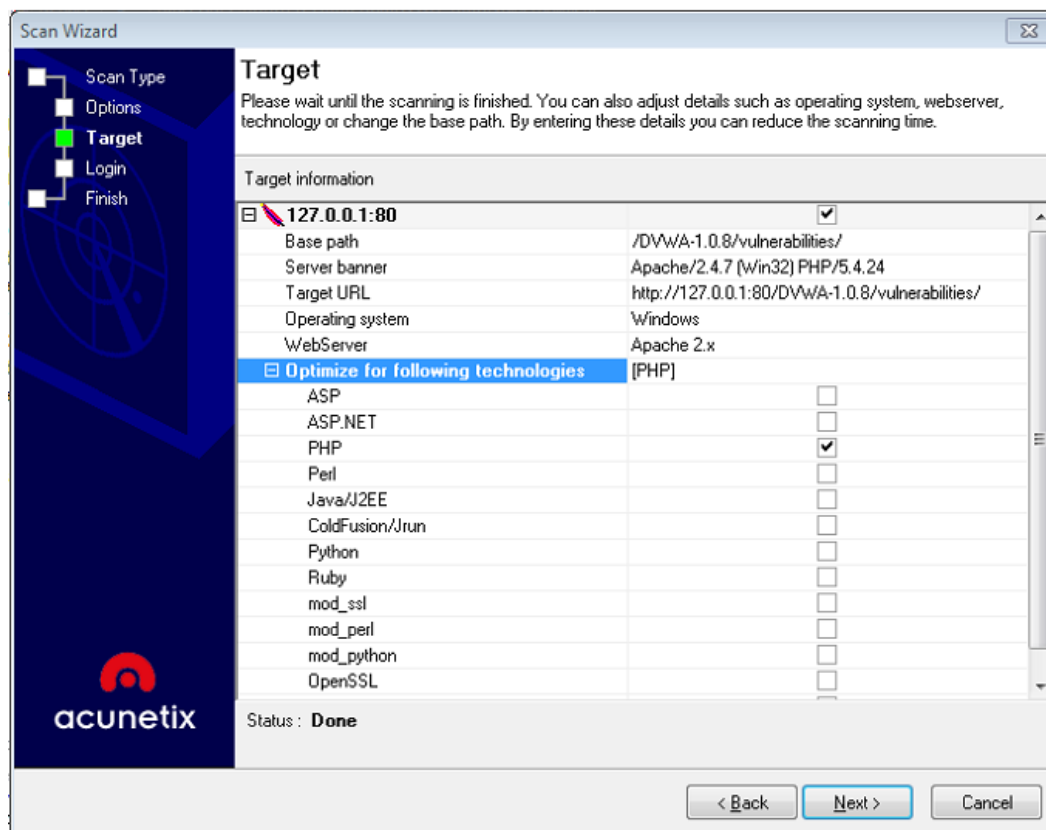 Scan Wizard
Scan Type
Options
Target
Login
Finish
acunetix
Target
Please wait until the scanning is finished. You can also adjust details such as operating system, webserver,
technology or change the base path. By entering these details you can reduce the scanning time.
Target information
127.0.0.1:80
Base path /DVWA-1.0.8/vulnerabilities/
Server banner Apache/2.4.7 (Win32) PHP/5.4.24
Target URL http://127.0.0.1:80/DVWA-1.0.8/vulnerabilities/
Operating system Windows
WebServer Apache 2.x
Optimize for following technologies [PHP]
ASP
ASP.NET
PHP
Perl
Java/J2EE
ColdFusion/Jrun
Python
Ruby
mod_ssl
mod_perl
mod_python
OpenSSL
Status : Done
< Back Next > Cancel